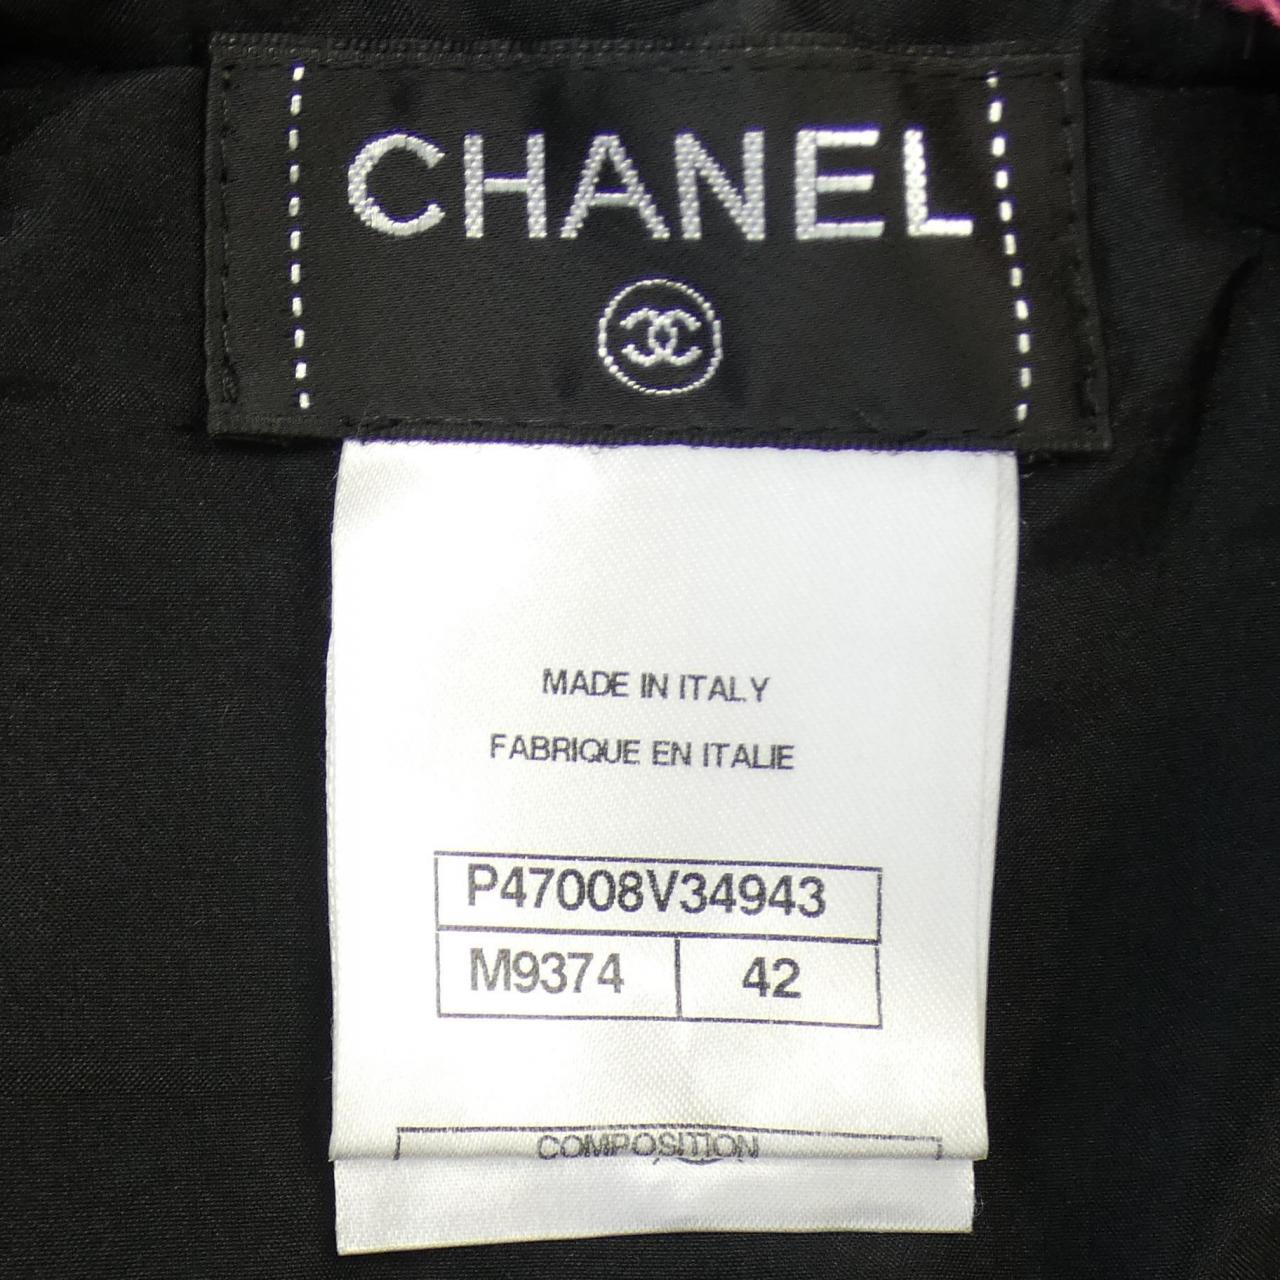 CHANEL
MADE IN ITALY
FABRIQUE EN ITALIE
P47008V34943
M9374 42
COMPOSITION